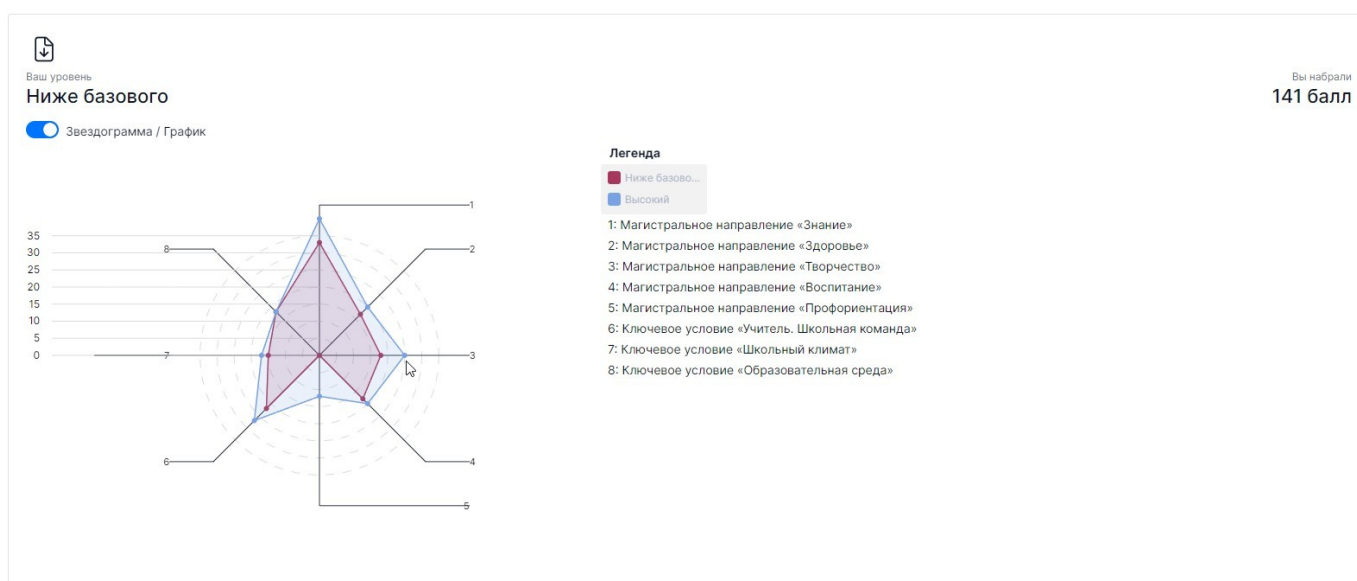 Ваш уровень
Ниже базового
Вы набрали
141 балл
Звездограмма / График
Легенда
Ниже базово...
Высокий
1: Магистральное направление «Знание»
2: Магистральное направление «Здоровье»
3: Магистральное направление «Творчество»
4: Магистральное направление «Воспитание»
5: Магистральное направление «Профориентация»
6: Ключевое условие «Учитель. Школьная команда»
7: Ключевое условие «Школьный климат»
8: Ключевое условие «Образовательная среда»
35
30
25
20
15
10
5
0
1
2
3
4
5
6
7
8